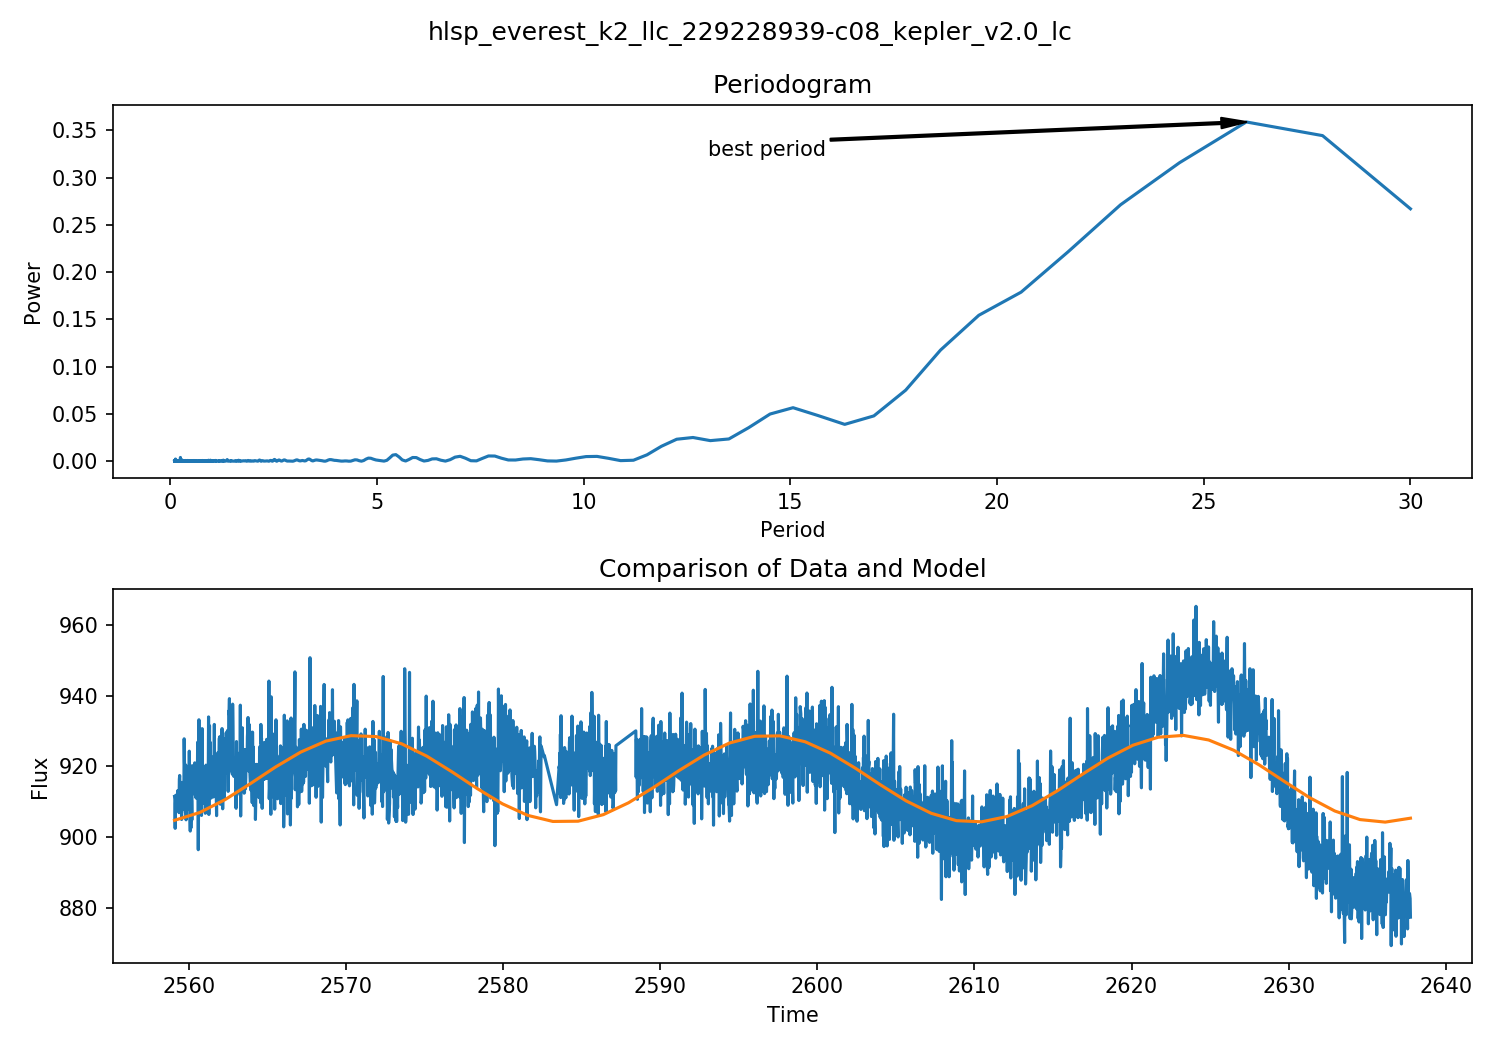 hlsp_everest_k2_llc_229228939-c08_kepler_v2.0_lc
Periodogram
best period
Power
0.35
0.30
0.25
0.20
0.15
0.10
0.05
0.00
0 5 10 15 20 25 30
Period
Comparison of Data and Model
Flux
960
940
920
900
880
2560 2570 2580 2590 2600 2610 2620 2630 2640
Time